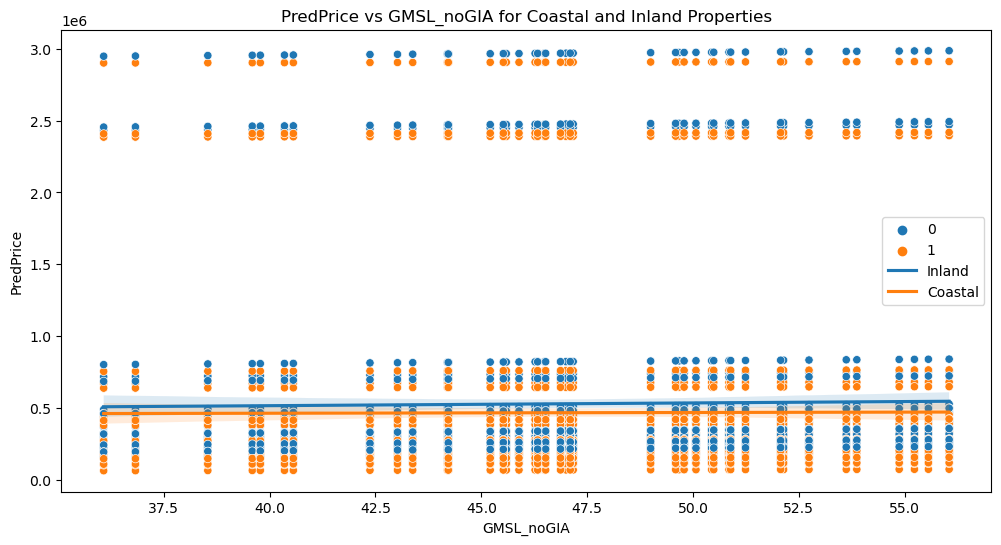 PredPrice vs GMSL_noGIA for Coastal and Inland Properties
1e6
3.0
2.5
2.0
1.5
1.0
0.5
0.0
PredPrice
0
1
Inland
Coastal
37.5 40.0 42.5 45.0 47.5 50.0 52.5 55.0
GMSL_noGIA